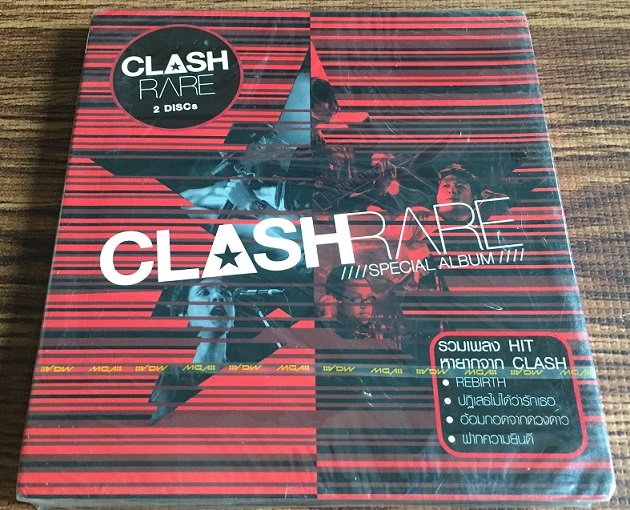 CLASH
RARE
2 DISCs
CLASH RARE
////SPECIAL ALBUM////
รวมเพลง HIT
หายากจาก CLASH
• REBIRTH
• ปฏิเสธไม่ได้ว่ารักเธอ
• อ้อมกอดจากดวงดาว
• ฝากความยินดี